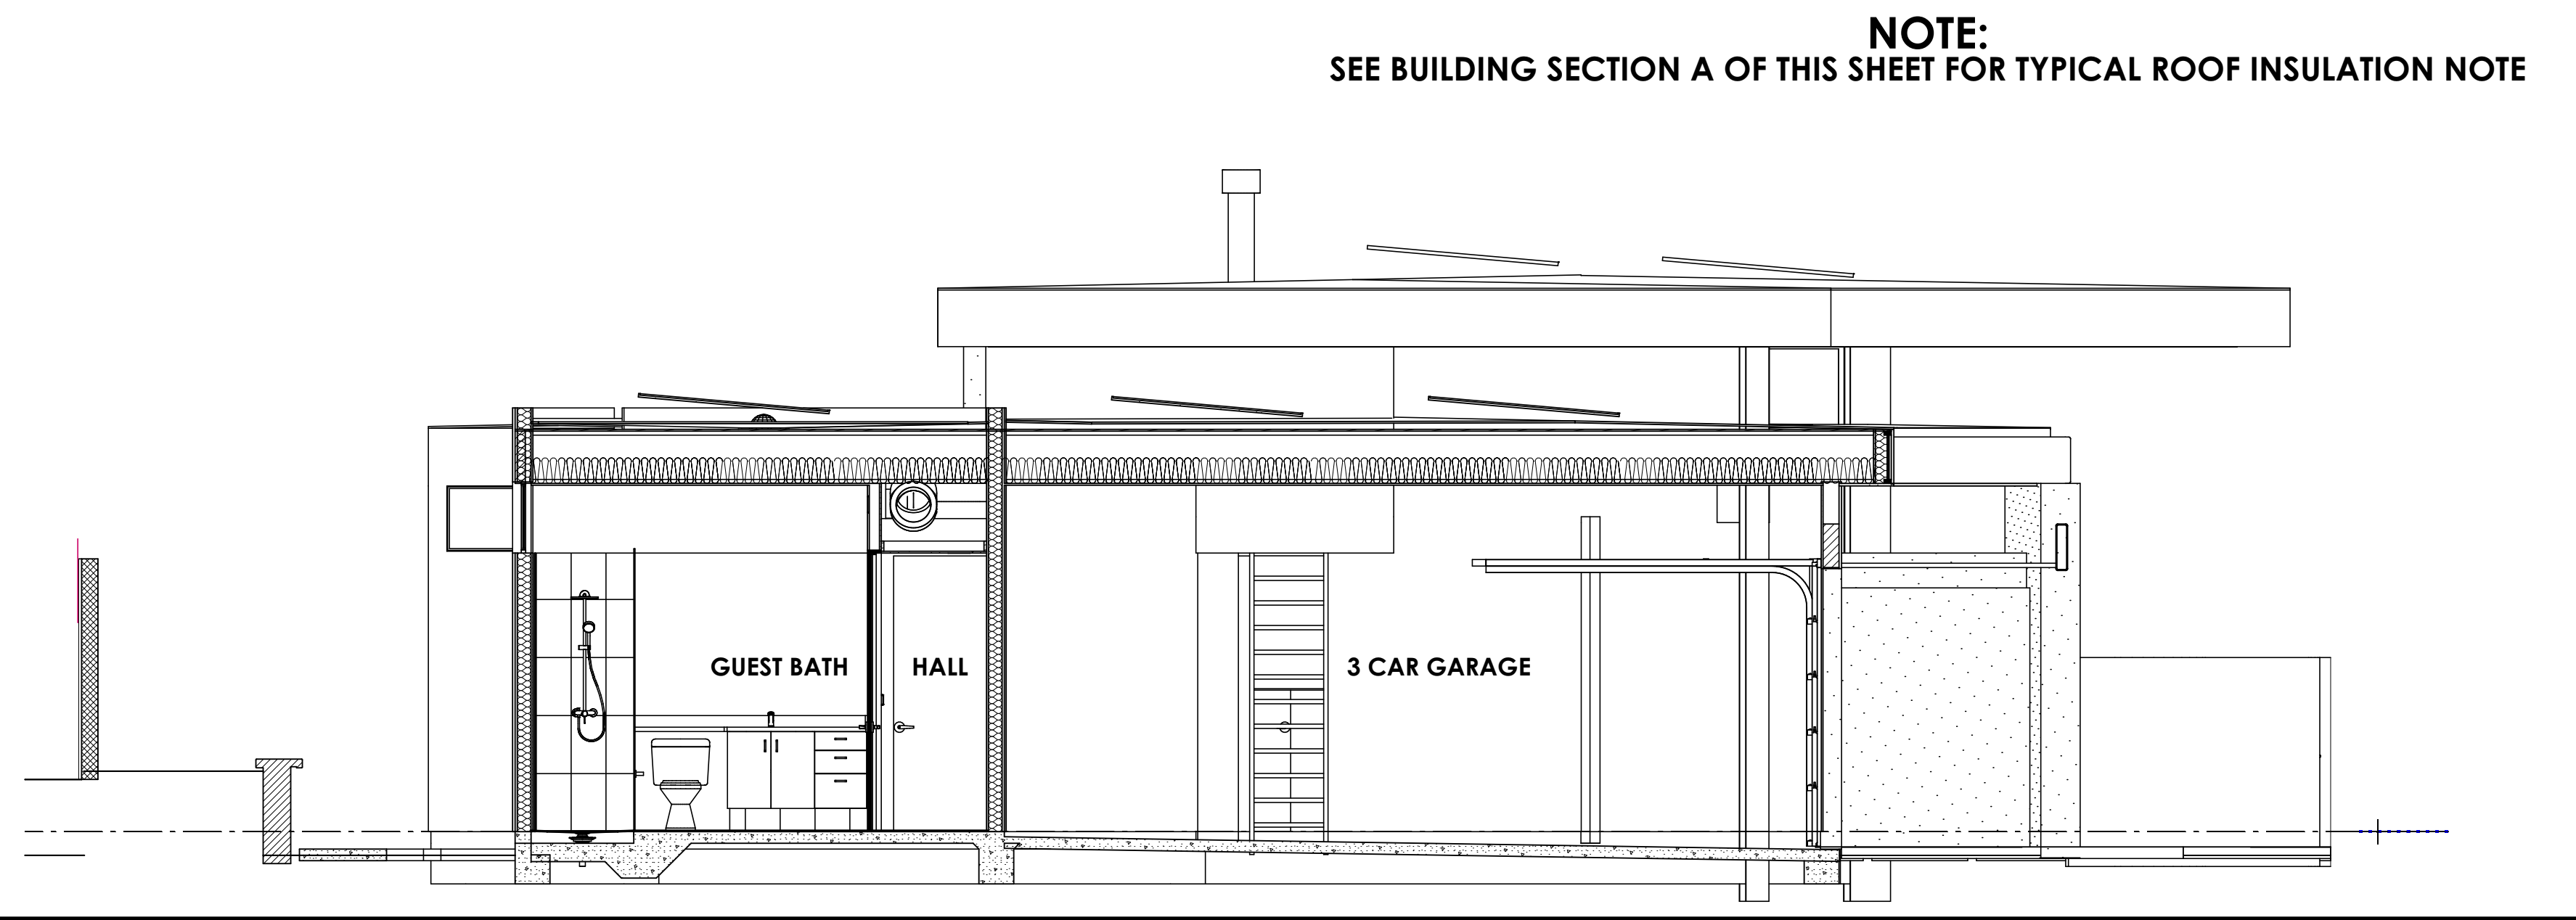 NOTE:
SEE BUILDING SECTION A OF THIS SHEET FOR TYPICAL ROOF INSULATION NOTE
GUEST BATH
HALL
3 CAR GARAGE